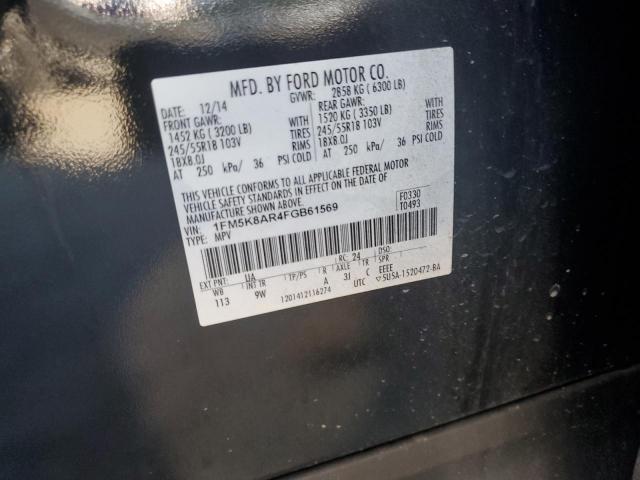 MFD. BY FORD MOTOR CO.
DATE: 12/14 GVWR: 2858 KG ( 6300 LB)
FRONT GAWR: REAR GAWR:
1452 KG ( 3200 LB) WITH 1520 KG ( 3350 LB) WITH
245/55R18 103V TIRES 245/55R18 103V TIRES
18X8.0J RIMS 18X8.0J RIMS
AT 250 kPa/ 36 PSI COLD AT 250 kPa/ 36 PSI COLD
THIS VEHICLE CONFORMS TO ALL APPLICABLE FEDERAL MOTOR
VEHICLE SAFETY STANDARDS IN EFFECT ON THE DATE OF
MANUFACTURE SHOWN ABOVE.
VIN: 1FM5K8AR4FGB61569 F0330
TYPE: MPV T0493
EXT PNT: UA RC: 24 DSO:
WB INT TR TP/PS R AXLE TR SPR
113 9W A 3J C EEEE
1201412116274 UTC 5USA-1520472-BA